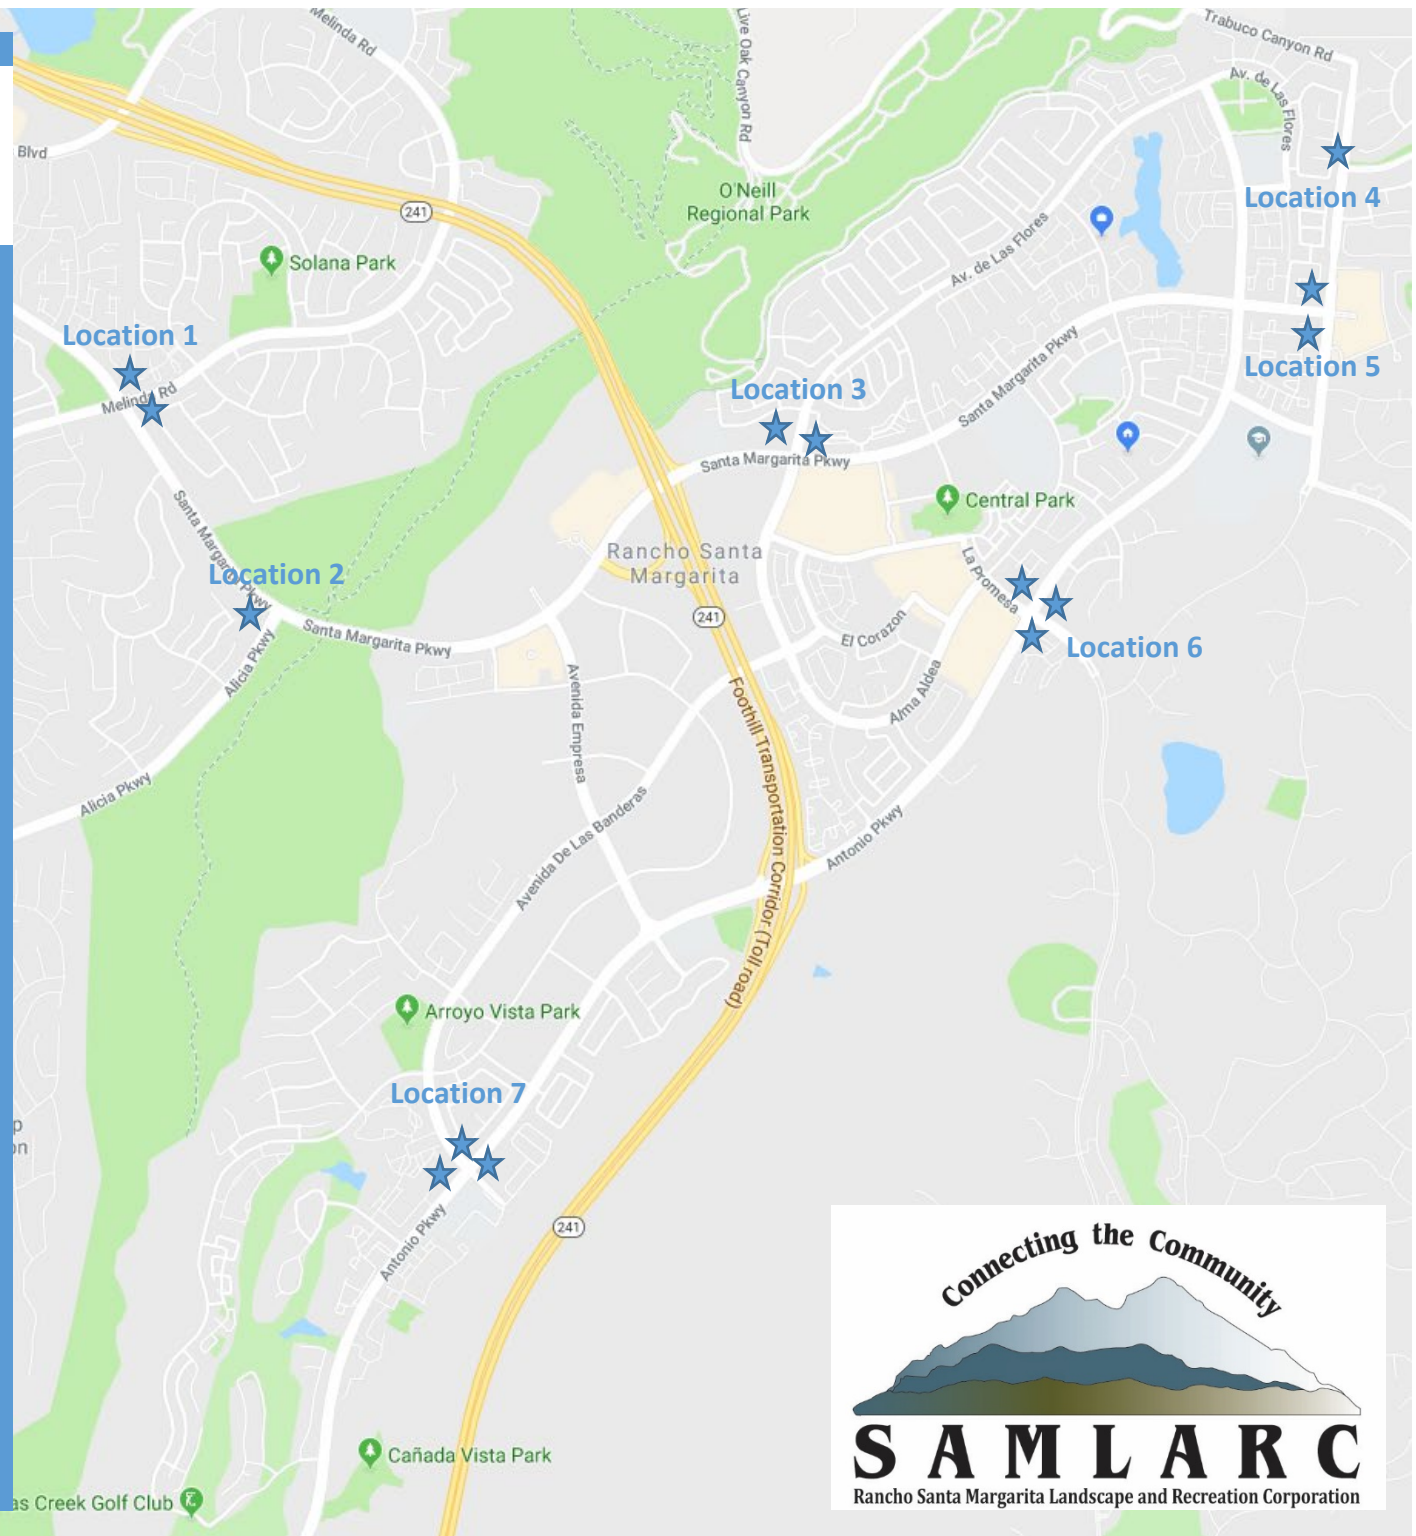 Melinda Rd
Live Oak Canyon Rd
Trabuco Canyon Rd
Av. de Las Flores
Blvd
O'Neill
Regional Park
Location 4
241
Av. de Las Flores
Solana Park
Location 1
Location 5
Melinda Rd
Location 3
Santa Margarita Pkwy
Santa Margarita Pkwy
Central Park
Santa Margarita Pkwy
Rancho Santa
Margarita
Location 2
La Promesa
241
Santa Margarita Pkwy
El Corazon
Location 6
Alicia Pkwy
Avenida Empresa
Alma Aldea
Foothill Transportation Corridor (Toll road)
Alicia Pkwy
Avenida De Las Banderas
Antonio Pkwy
Arroyo Vista Park
Location 7
Antonio Pkwy
241
Connecting the Community
Cañada Vista Park
as Creek Golf Club
SAMLARC
Rancho Santa Margarita Landscape and Recreation Corporation